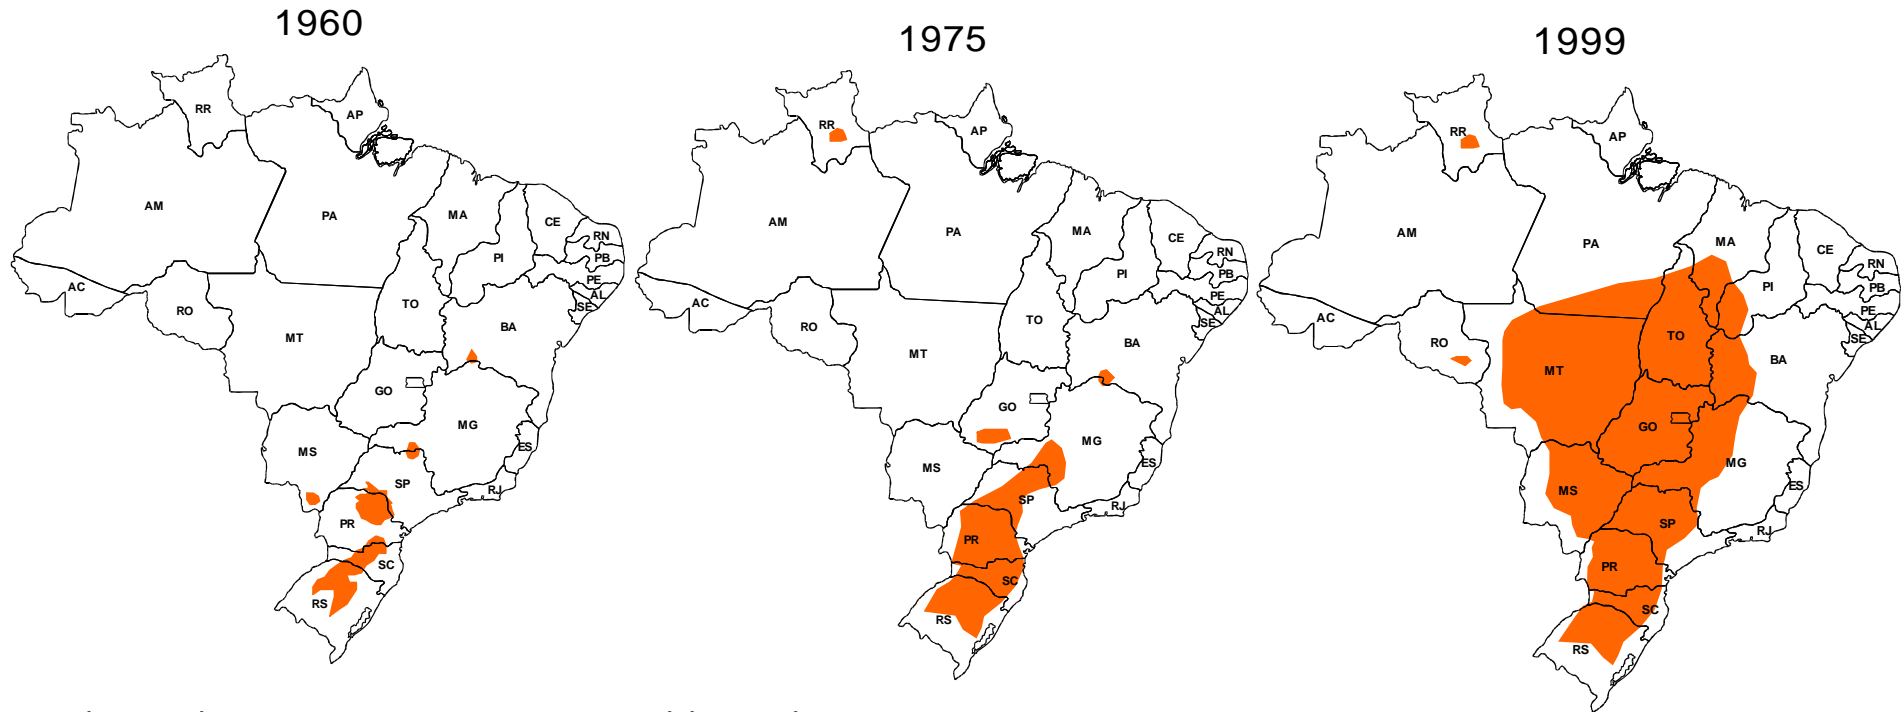 1960
RR
AP
AM
PA
MA
CE
RN
PB
PI
PE
AL
SE
AC
TO
RO
BA
MT
GO
MG
ES
MS
SP
RJ
PR
SC
RS
1975
RR
AP
AM
PA
MA
CE
RN
PB
PI
PE
AL
SE
AC
TO
RO
BA
MT
GO
MG
ES
MS
SP
RJ
PR
SC
RS
1999
RR
AP
AM
PA
MA
CE
RN
PB
PI
PE
AL
SE
AC
TO
RO
BA
MT
GO
MG
ES
MS
SP
RJ
PR
SC
RS